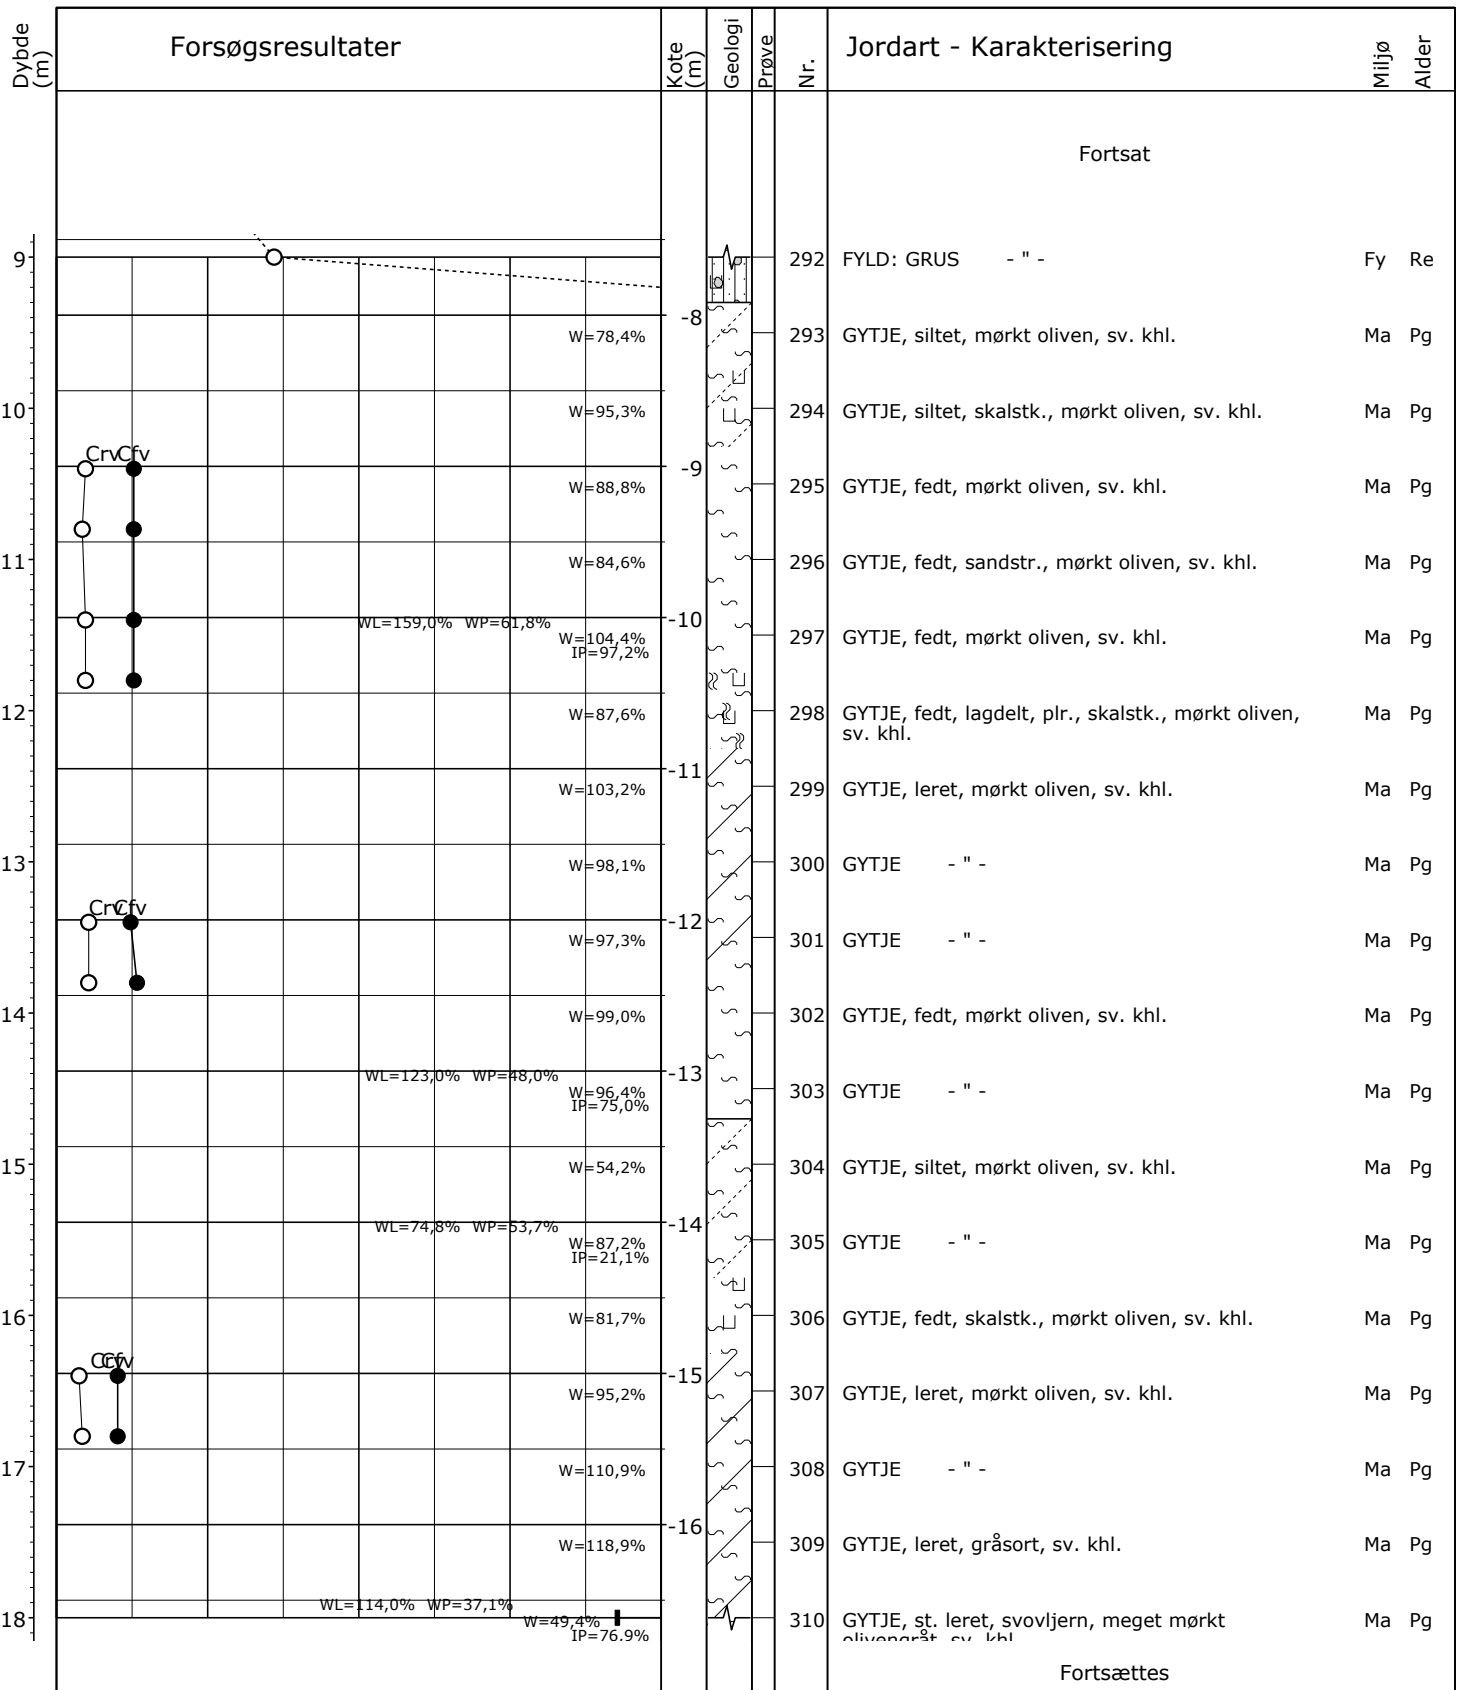 Dybde (m)
Forsøgsresultater
Kote (m)
Geologi
Prøve
Nr.
Jordart - Karakterisering
Miljø
Alder
Fortsat
9
292 FYLD: GRUS - " - Fy Re
-8
W=78,4% 293 GYTJE, siltet, mørkt oliven, sv. khl. Ma Pg
10 W=95,3% 294 GYTJE, siltet, skalstk., mørkt oliven, sv. khl. Ma Pg
Crv Cfv
-9
W=88,8% 295 GYTJE, fedt, mørkt oliven, sv. khl. Ma Pg
11 W=84,6% 296 GYTJE, fedt, sandstr., mørkt oliven, sv. khl. Ma Pg
WL=159,0% WP=61,8% -10
W=104,4% 297 GYTJE, fedt, mørkt oliven, sv. khl. Ma Pg
IP=97,2%
12 W=87,6% 298 GYTJE, fedt, lagdelt, plr., skalstk., mørkt oliven, Ma Pg
sv. khl.
-11
W=103,2% 299 GYTJE, leret, mørkt oliven, sv. khl. Ma Pg
13 W=98,1% 300 GYTJE - " - Ma Pg
Crv Cfv
-12
W=97,3% 301 GYTJE - " - Ma Pg
14 W=99,0% 302 GYTJE, fedt, mørkt oliven, sv. khl. Ma Pg
WL=123,0% WP=48,0% -13
W=96,4% 303 GYTJE - " - Ma Pg
IP=75,0%
15 W=54,2% 304 GYTJE, siltet, mørkt oliven, sv. khl. Ma Pg
WL=74,8% WP=53,7% -14
W=87,2% 305 GYTJE - " - Ma Pg
IP=21,1%
16 W=81,7% 306 GYTJE, fedt, skalstk., mørkt oliven, sv. khl. Ma Pg
Crv Cfv
-15
W=95,2% 307 GYTJE, leret, mørkt oliven, sv. khl. Ma Pg
17 W=110,9% 308 GYTJE - " - Ma Pg
-16
W=118,9% 309 GYTJE, leret, gråsort, sv. khl. Ma Pg
WL=114,0% WP=37,1%
18 W=49,4% 310 GYTJE, st. leret, svovljern, meget mørkt Ma Pg
IP=76,9% olivengråt, sv. khl.
Fortsættes